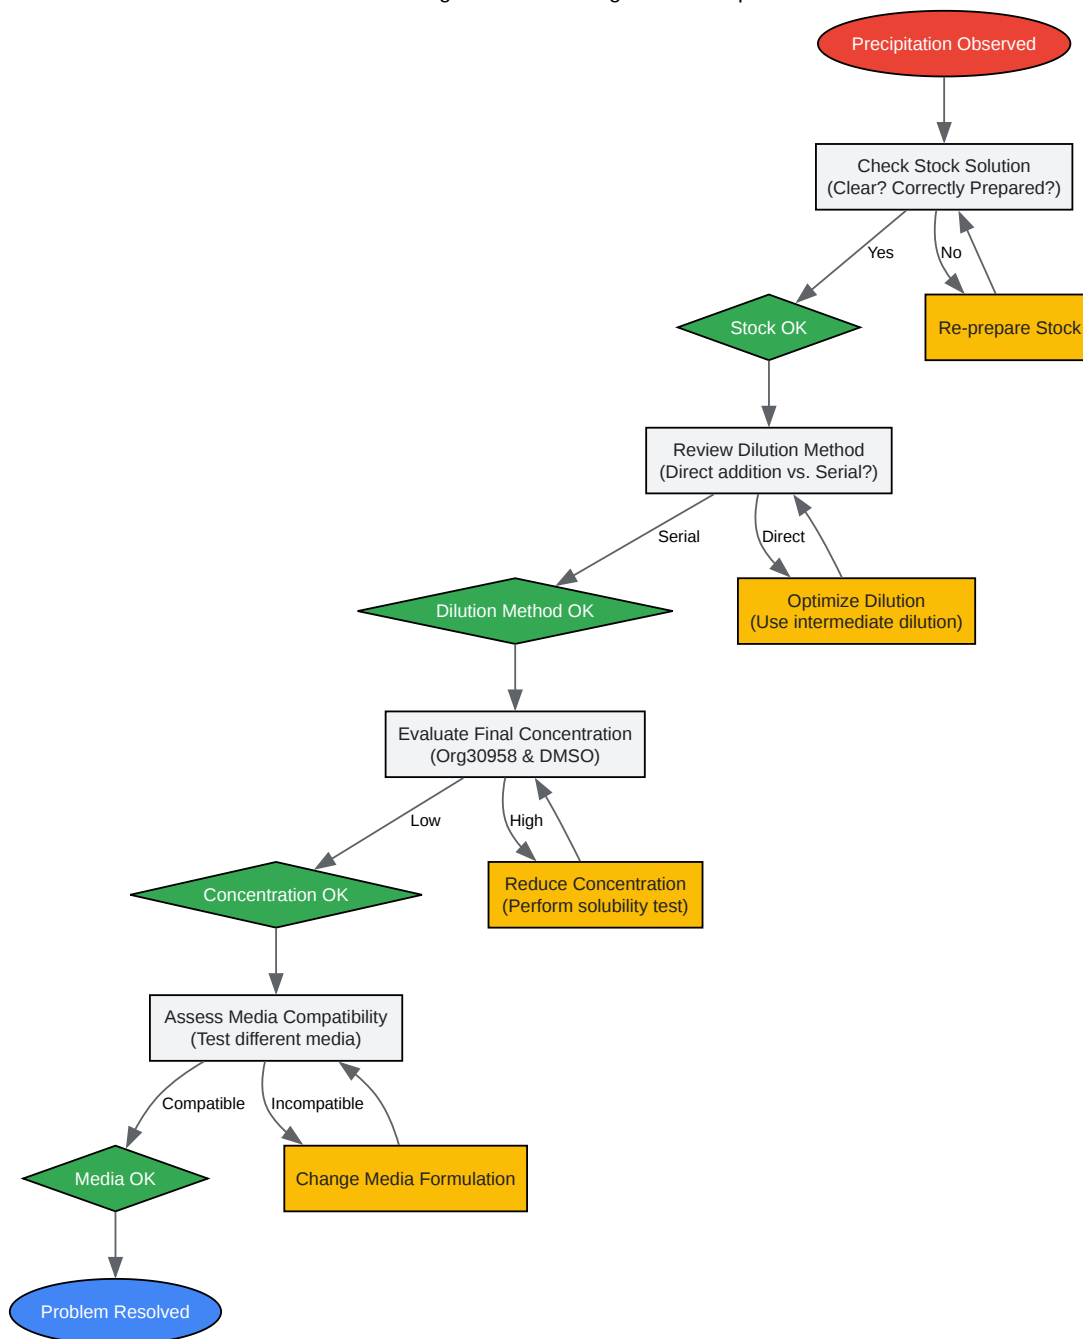 Precipitation Observed
Check Stock Solution
(Clear? Correctly Prepared?)
Yes
No
Stock OK
Re-prepare Stock
Review Dilution Method
(Direct addition vs. Serial?)
Serial
Direct
Dilution Method OK
Optimize Dilution
(Use intermediate dilution)
Evaluate Final Concentration
(Org30958 & DMSO)
Low
High
Concentration OK
Reduce Concentration
(Perform solubility test)
Assess Media Compatibility
(Test different media)
Compatible
Incompatible
Media OK
Change Media Formulation
Problem Resolved